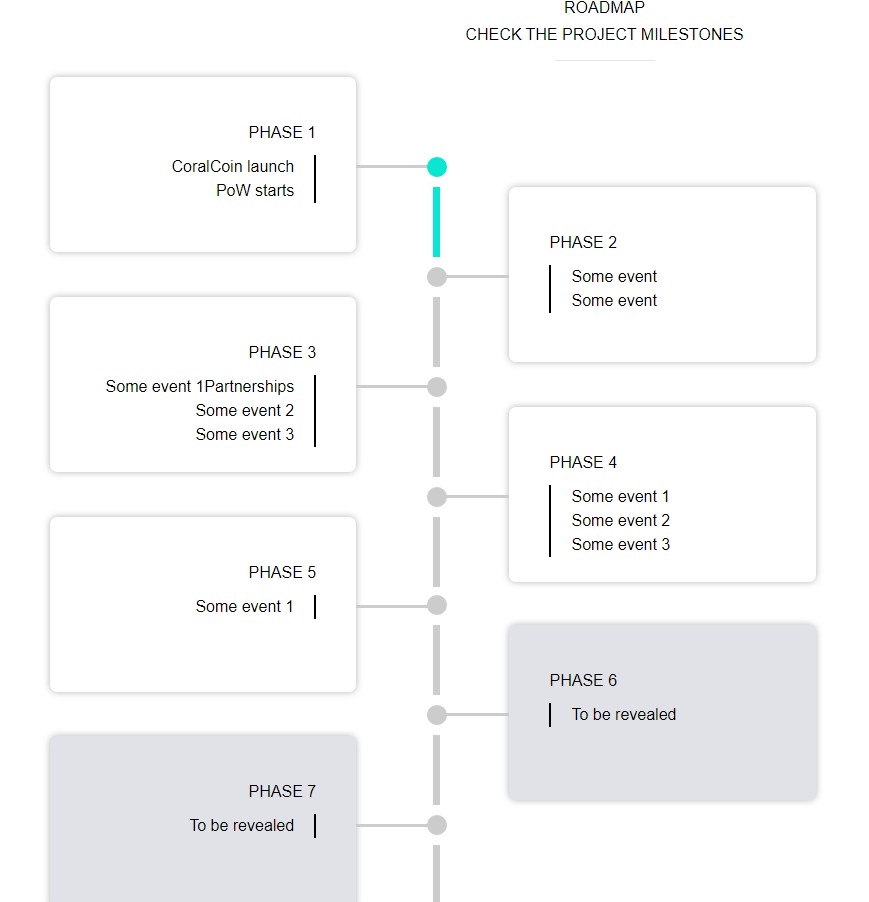 ROADMAP
CHECK THE PROJECT MILESTONES
PHASE 1
CoralCoin launch
PoW starts
PHASE 2
Some event
Some event
PHASE 3
Some event 1Partnerships
Some event 2
Some event 3
PHASE 4
Some event 1
Some event 2
Some event 3
PHASE 5
Some event 1
PHASE 6
To be revealed
PHASE 7
To be revealed